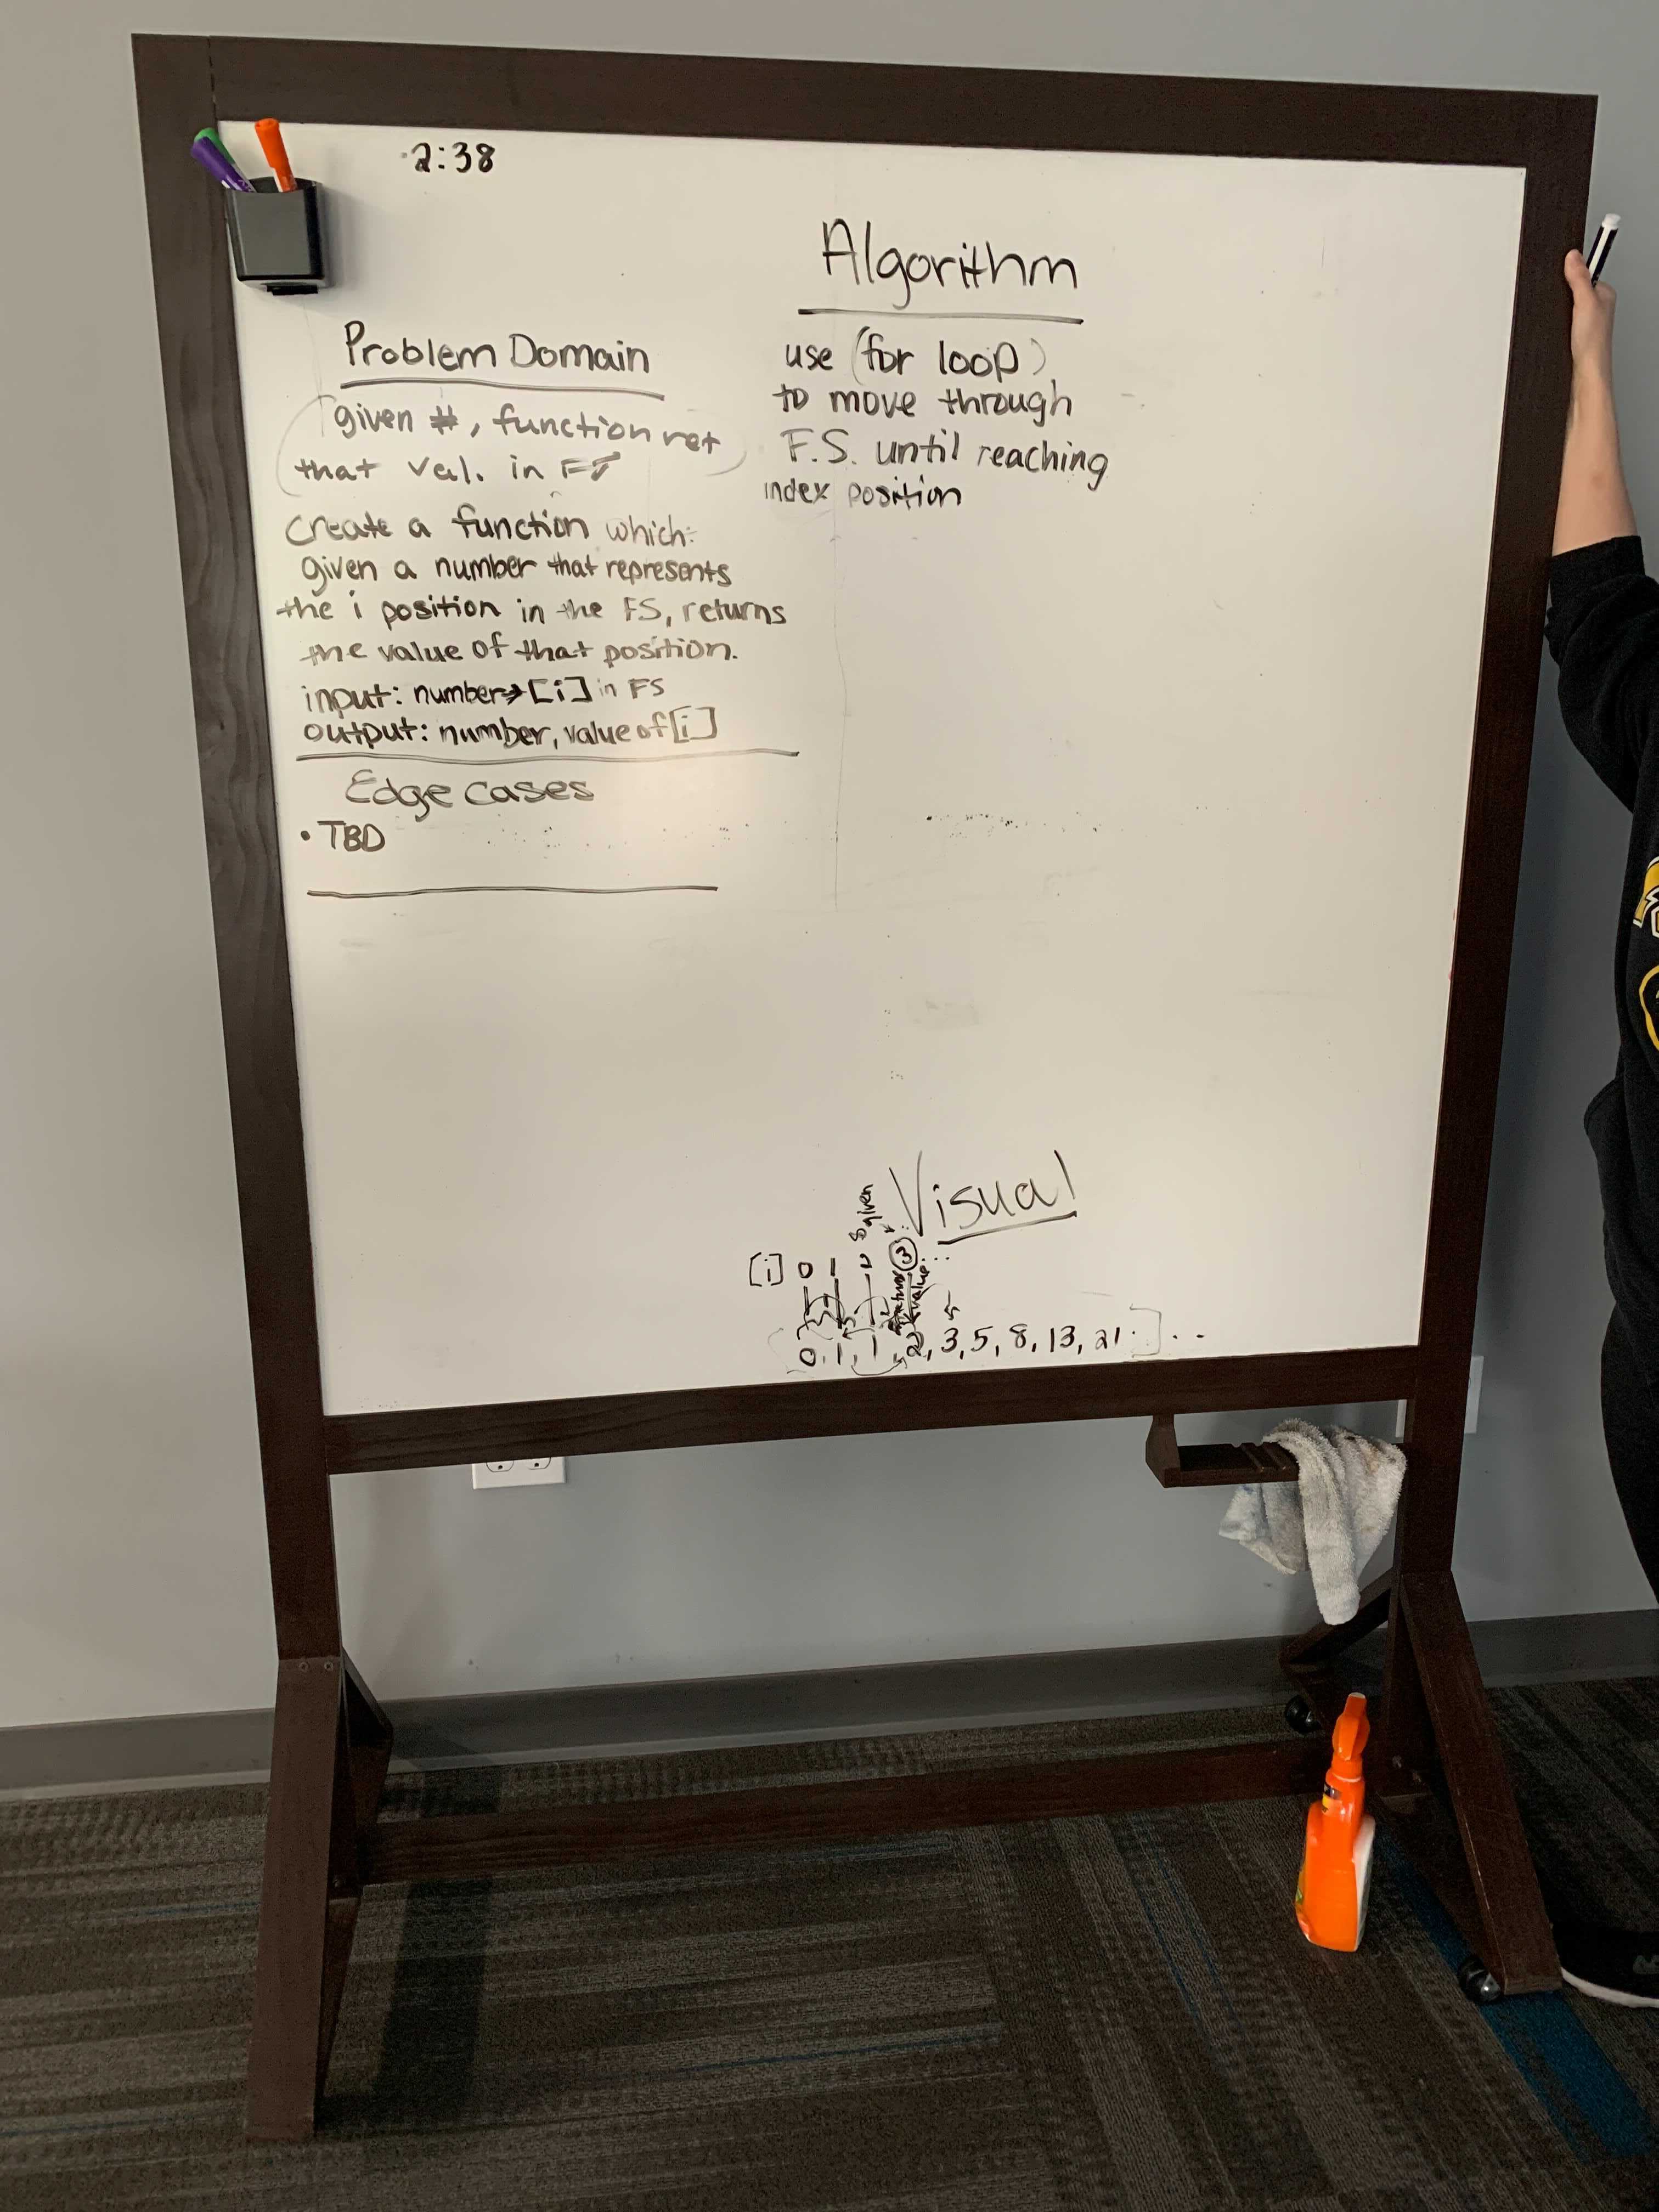 2:38
Problem Domain
given #, function ret
that val. in FS
create a function which:
given a number that represents
the i position in the FS, returns
the value of that position.
input: number→[i] in FS
output: number, value of [i]
Edge cases
• TBD
Algorithm
use (for loop)
to move through
F.S. until reaching
index position
Visual
given
[i] 0 1 2 3
value
0, 1, 1, 2, 3, 5, 8, 13, 21 ] ...